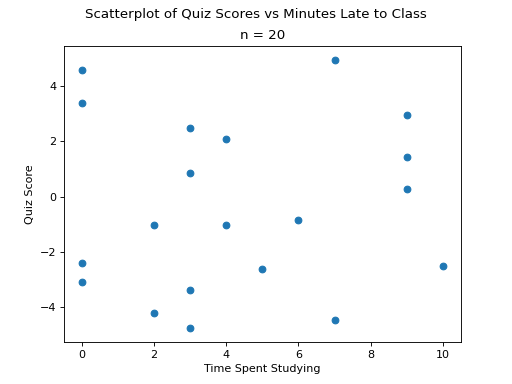 Scatterplot of Quiz Scores vs Minutes Late to Class
n = 20
4
2
0
−2
−4
Quiz Score
0 2 4 6 8 10
Time Spent Studying